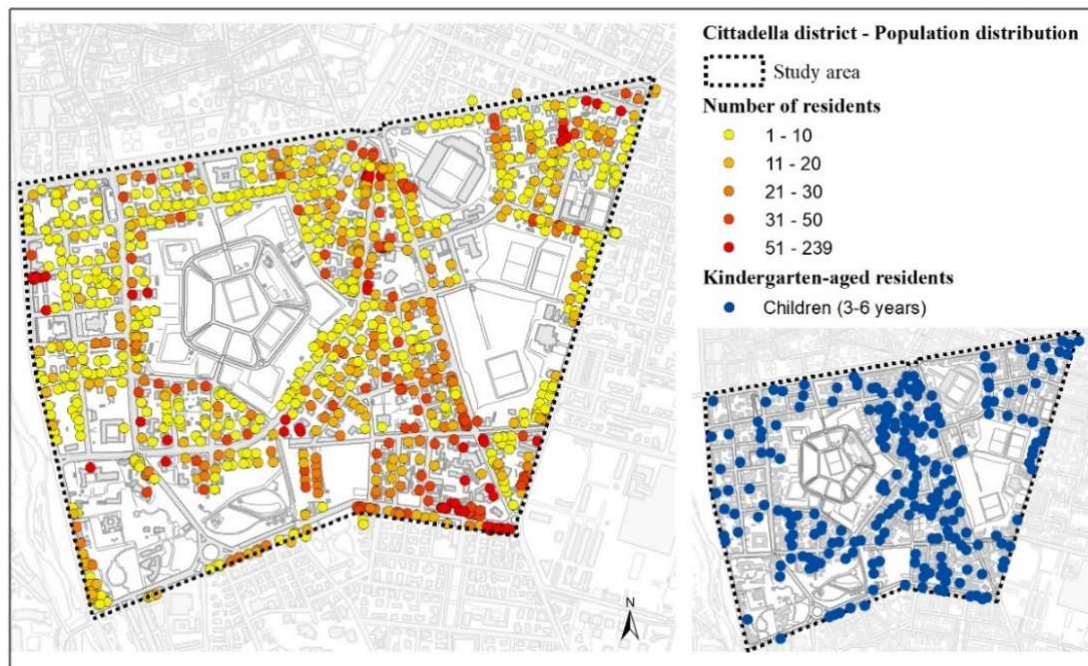 Cittadella district - Population distribution
Study area
Number of residents
1 - 10
11 - 20
21 - 30
31 - 50
51 - 239
Kindergarten-aged residents
Children (3-6 years)
N